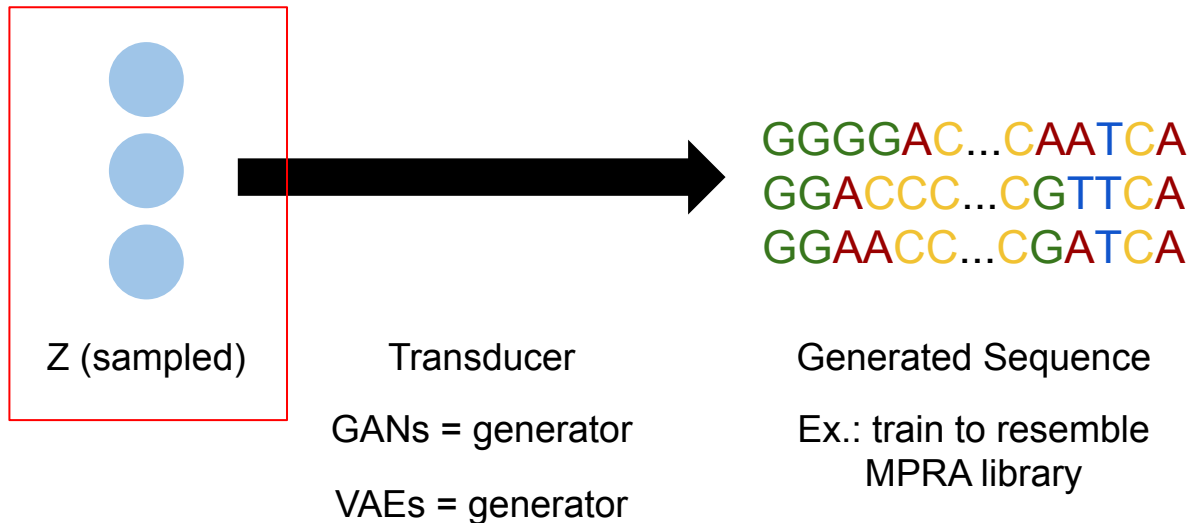 GGGGAC...CAATCA
GGACCC...CGTTCA
GGAACC...CGATCA
Z (sampled)
Transducer
Generated Sequence
GANs = generator
Ex.: train to resemble
MPRA library
VAEs = generator